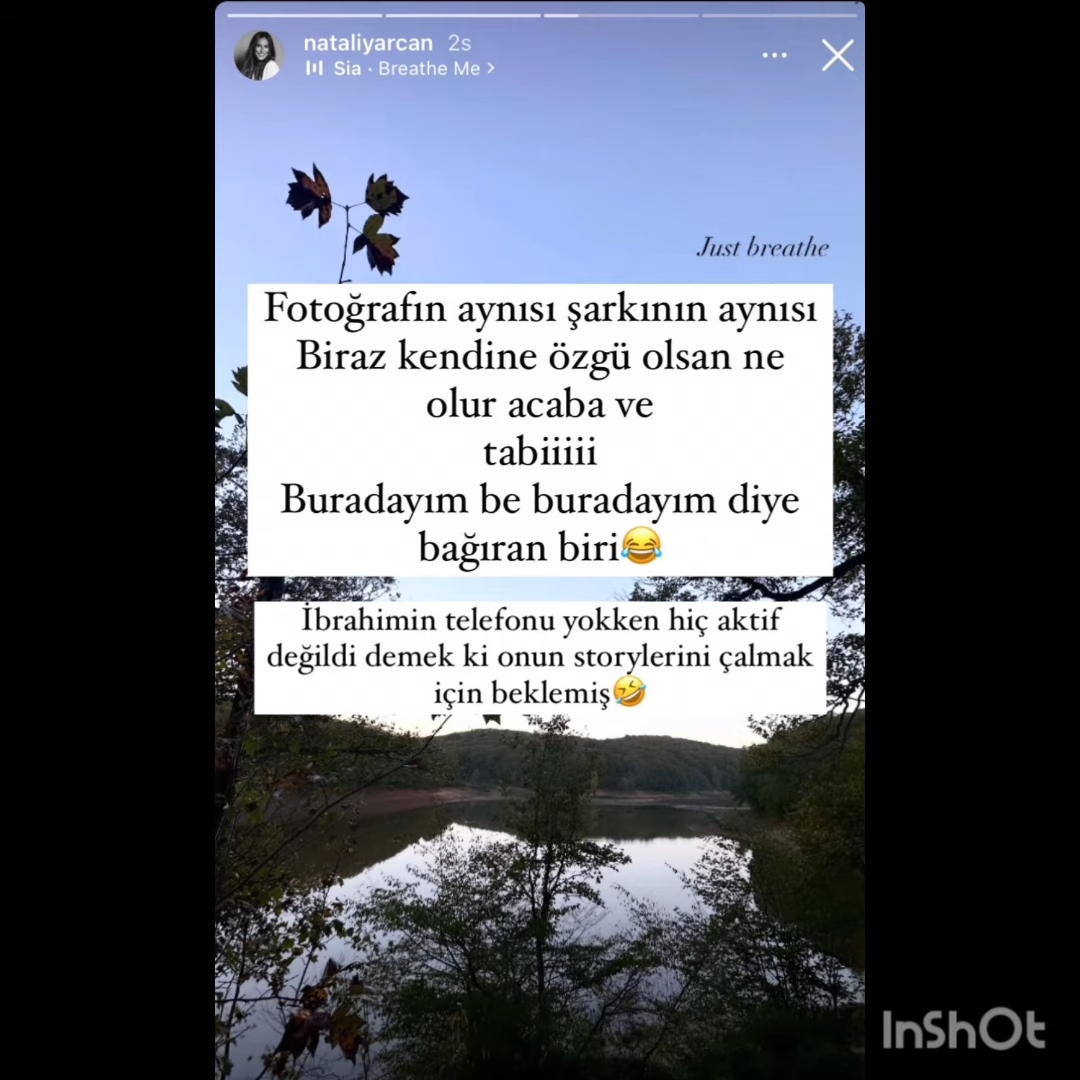 nataliyarcan 2s
Sia · Breathe Me >
Just breathe
Fotoğrafın aynısı şarkının aynısı
Biraz kendine özgü olsan ne
olur acaba ve
tabiiiii
Buradayım be buradayım diye
bağıran biri😂
İbrahimin telefonu yokken hiç aktif
değildi demek ki onun storylerini çalmak
için beklemiş🤣
InShOt